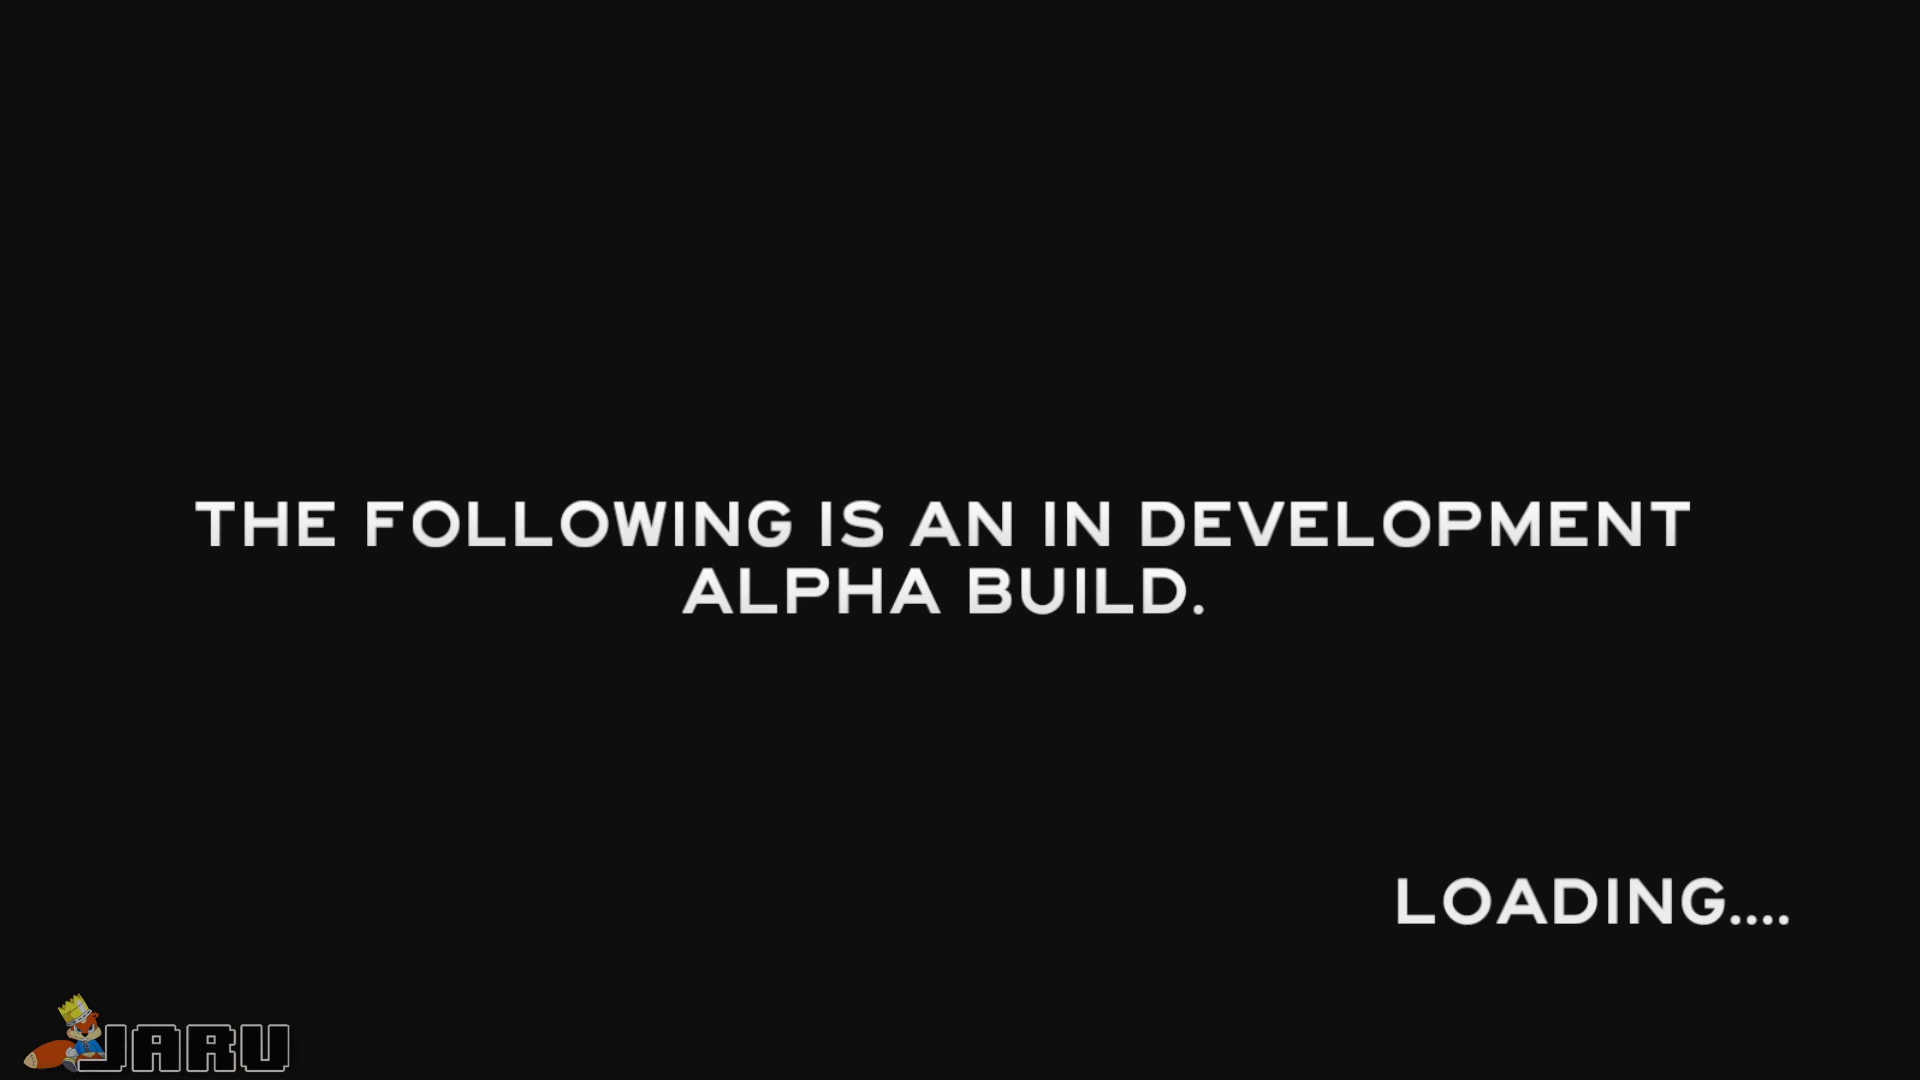 THE FOLLOWING IS AN IN DEVELOPMENT
ALPHA BUILD.
LOADING....
JARU